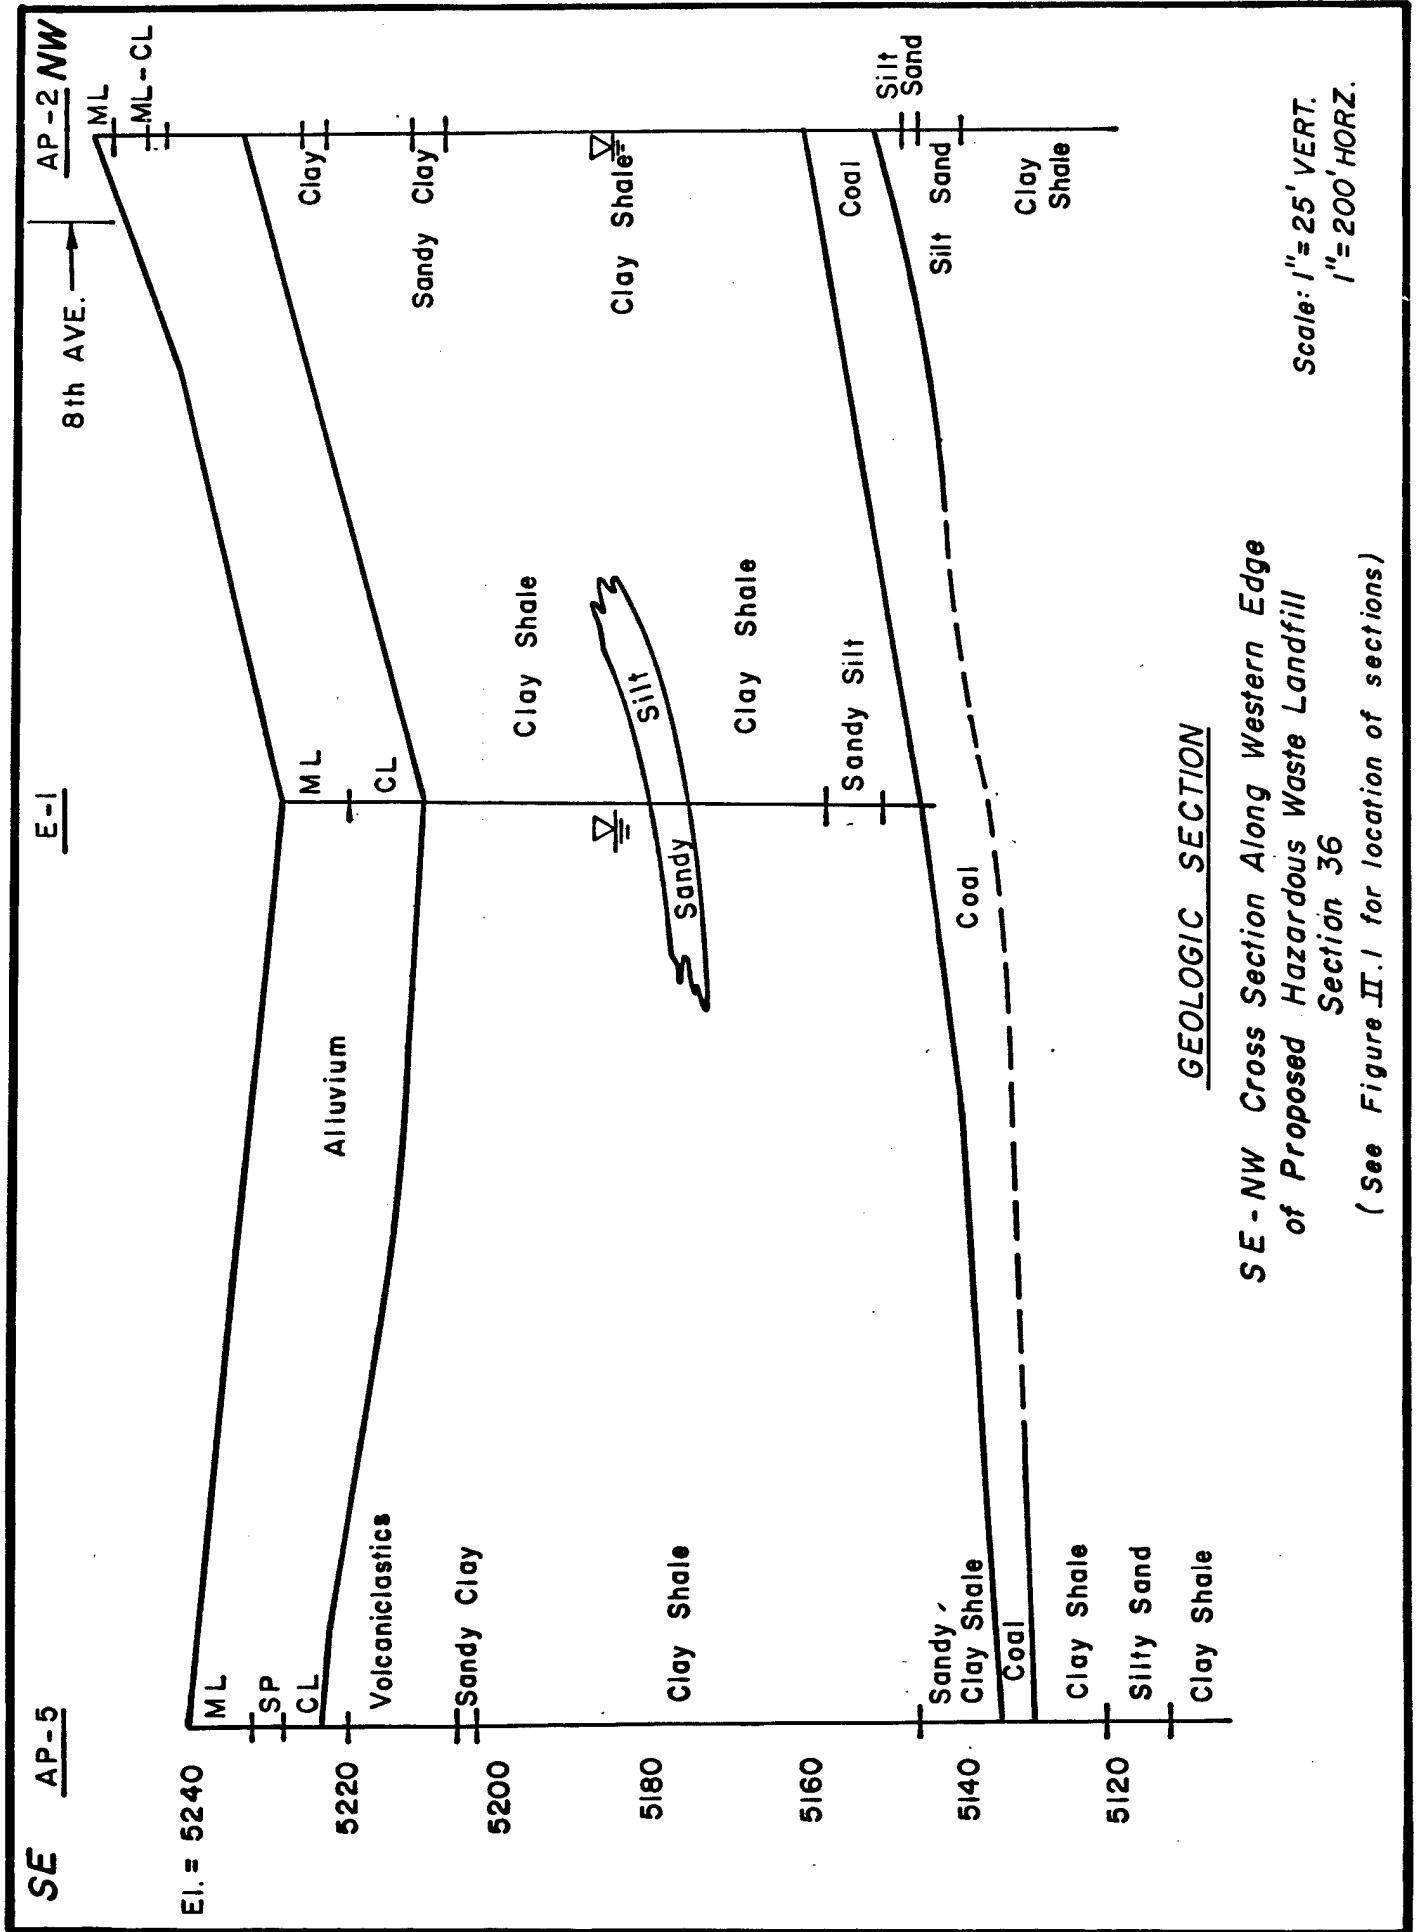 SE
AP-5
E-1
AP-2 NW
8th AVE.
El. = 5240
5220
5200
5180
5160
5140
5120
ML
SP
CL
Volcaniclastics
Sandy Clay
Clay Shale
Sandy
Clay Shale
Coal
Clay Shale
Silty Sand
Clay Shale
Alluvium
ML
CL
Clay Shale
Sandy Silt
Clay Shale
Sandy Silt
Coal
ML
ML-CL
Clay
Sandy Clay
Clay Shale
Coal
Silt
Sand
Silt Sand
Clay
Shale
GEOLOGIC SECTION
SE-NW Cross Section Along Western Edge
of Proposed Hazardous Waste Landfill
Section 36
(See Figure II.1 for location of sections)
Scale: 1"=25' VERT.
1"=200' HORZ.